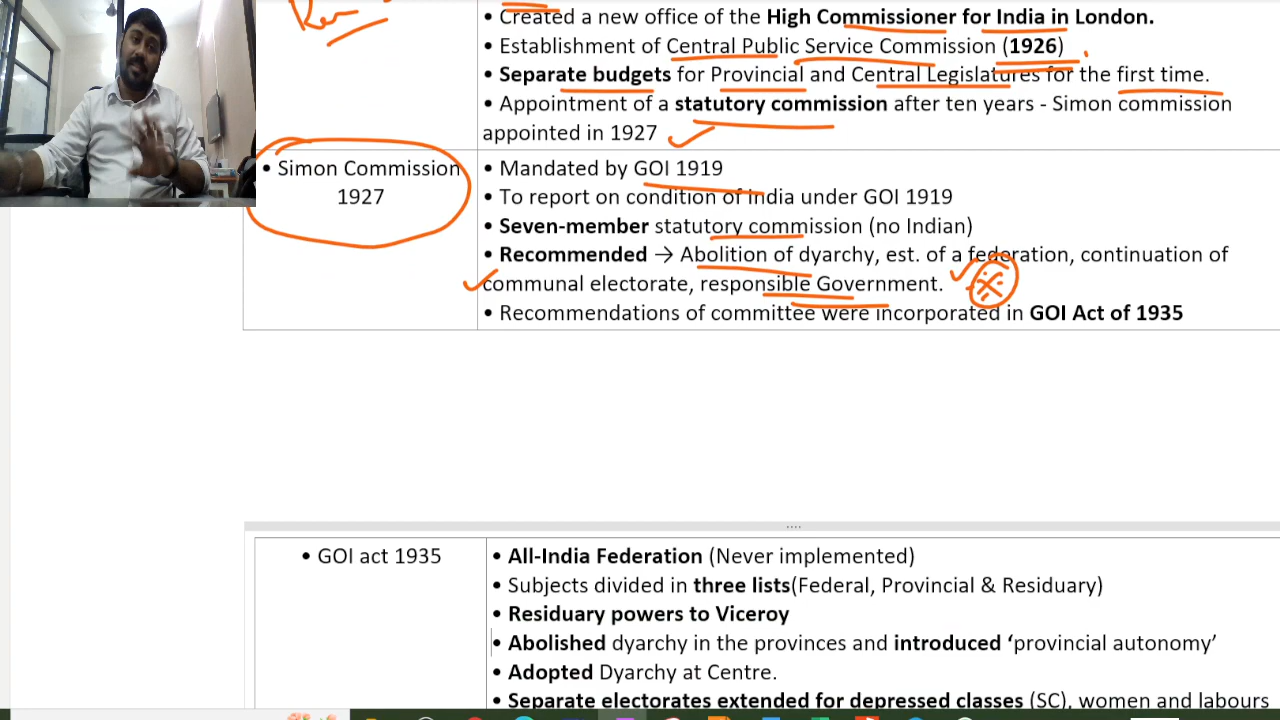 • Created a new office of the High Commissioner for India in London.
• Establishment of Central Public Service Commission (1926)
• Separate budgets for Provincial and Central Legislatures for the first time.
• Appointment of a statutory commission after ten years - Simon commission
appointed in 1927
• Simon Commission
1927
• Mandated by GOI 1919
• To report on condition of India under GOI 1919
• Seven-member statutory commission (no Indian)
• Recommended → Abolition of dyarchy, est. of a federation, continuation of
communal electorate, responsible Government.
• Recommendations of committee were incorporated in GOI Act of 1935
• GOI act 1935
• All-India Federation (Never implemented)
• Subjects divided in three lists(Federal, Provincial & Residuary)
• Residuary powers to Viceroy
• Abolished dyarchy in the provinces and introduced ‘provincial autonomy’
• Adopted Dyarchy at Centre.
• Separate electorates extended for depressed classes (SC), women and labours